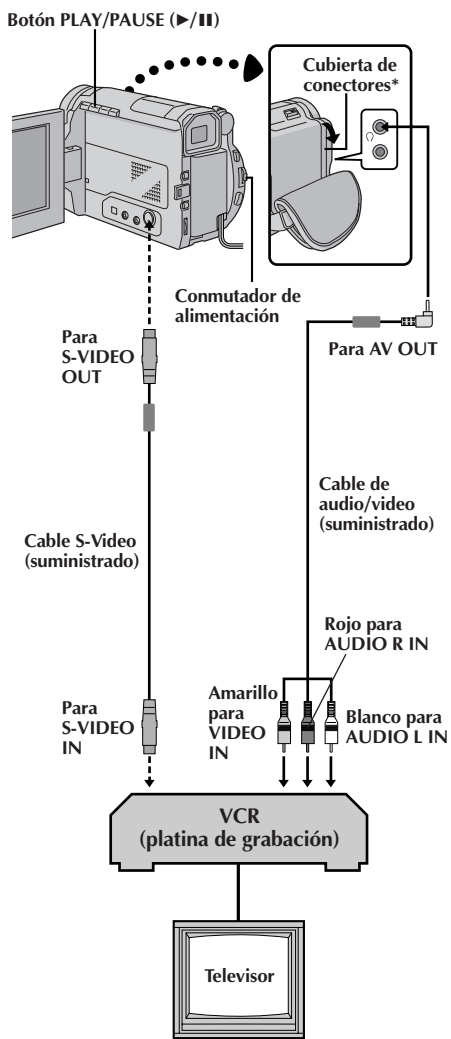 Botón PLAY/PAUSE (►/II)
Cubierta de
conectores*
Conmutador de
alimentación
Para
S-VIDEO
OUT
Para AV OUT
Cable de
audio/video
(suministrado)
Cable S-Video
(suministrado)
Rojo para
AUDIO R IN
Amarillo
para
VIDEO
IN
Para
S-VIDEO
IN
Blanco para
AUDIO L IN
VCR
(platina de grabación)
Televisor